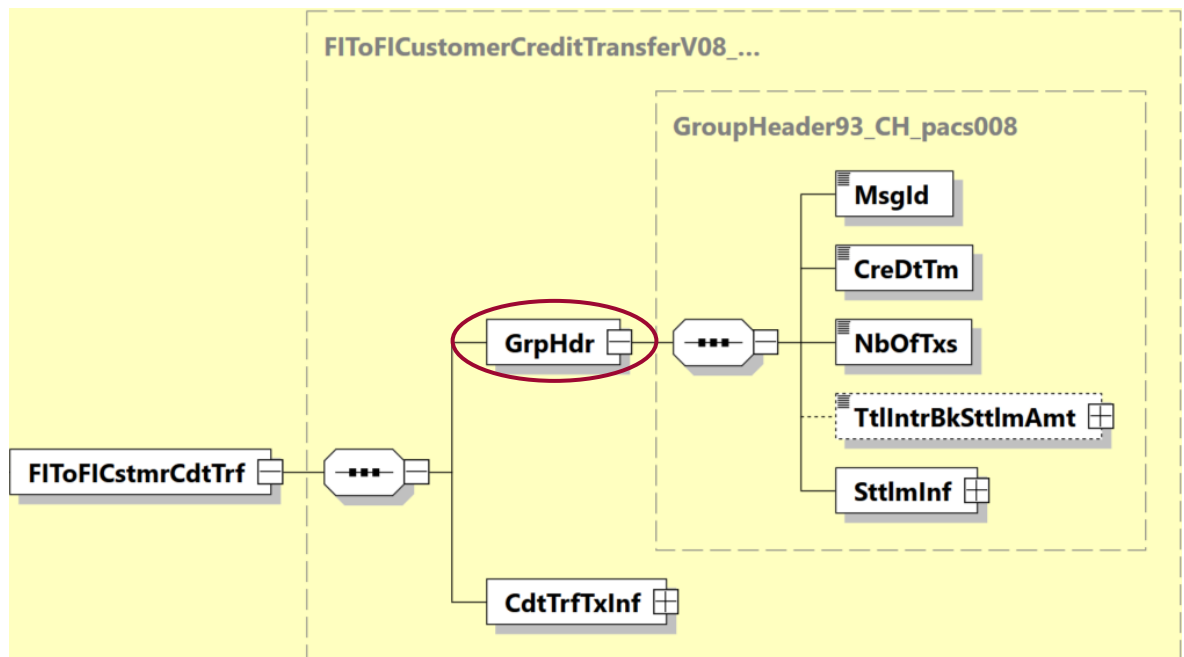 FIToFICustomerCreditTransferV08_...
GroupHeader93_CH_pacs008
MsgId
CreDtTm
GrpHdr
NbOfTxs
TtlIntrBkSttlmAmt
FIToFICstmrCdtTrf
SttlmInf
CdtTrfTxInf